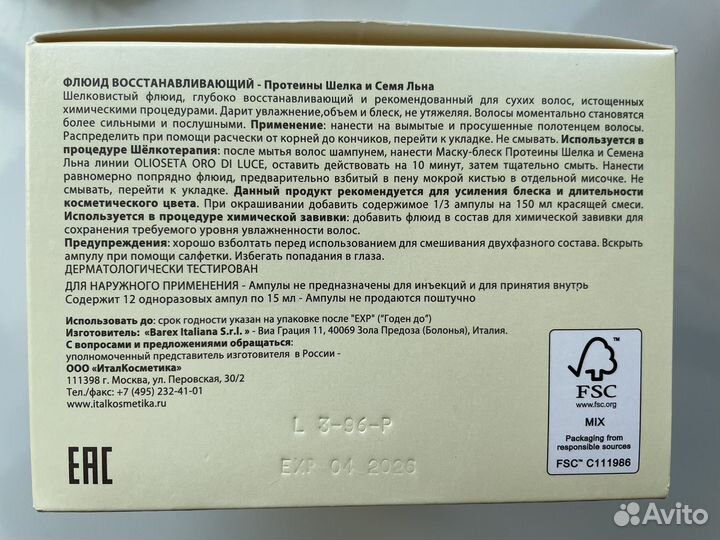 ФЛЮИД ВОССТАНАВЛИВАЮЩИЙ - Протеины Шелка и Семя Льна
Шелковистый флюид, глубоко восстанавливающий и рекомендованный для сухих волос, истощенных
химическими процедурами. Дарит увлажнение,объем и блеск, не утяжеляя. Волосы моментально становятся
более сильными и послушными. Применение: нанести на вымытые и просушенные полотенцем волосы.
Распределить при помощи расчески от корней до кончиков, перейти к укладке. Не смывать. Используется в
процедуре Шёлкотерапия: после мытья волос шампунем, нанести Маску-блеск Протеины Шелка и Семена
Льна линии OLIOSETA ORO DI LUCE, оставить действовать на 10 минут, затем тщательно смыть. Нанести
равномерно попрядно флюид, предварительно взбитый в пену мокрой кистью в отдельной мисочке. Не
смывать, перейти к укладке. Данный продукт рекомендуется для усиления блеска и длительности
косметического цвета. При окрашивании добавить содержимое 1/3 ампулы на 150 мл красящей смеси.
Используется в процедуре химической завивки: добавить флюид в состав для химической завивки для
сохранения требуемого уровня увлажненности волос.
Предупреждения: хорошо взболтать перед использованием для смешивания двухфазного состава. Вскрыть
ампулу при помощи салфетки. Избегать попадания в глаза.
ДЕРМАТОЛОГИЧЕСКИ ТЕСТИРОВАН
ДЛЯ НАРУЖНОГО ПРИМЕНЕНИЯ - Ампулы не предназначены для инъекций и для принятия внутрь
Содержит 12 одноразовых ампул по 15 мл - Ампулы не продаются поштучно
Использовать до: срок годности указан на упаковке после "EXP" ("Годен до")
Изготовитель: «Barex Italiana S.r.l. » - Виа Грация 11, 40069 Зола Предоза (Болонья), Италия.
С вопросами и предложениями обращаться:
уполномоченный представитель изготовителя в России -
ООО «ИталКосметика»
111398 г. Москва, ул. Перовская, 30/2
Тел./факс: +7 (495) 232-41-01
www.italkosmetika.ru
L 3-96-P
EXP 04 2026
EAC
FSC
www.fsc.org
MIX
Packaging from
responsible sources
FSC™ C111986
Avito